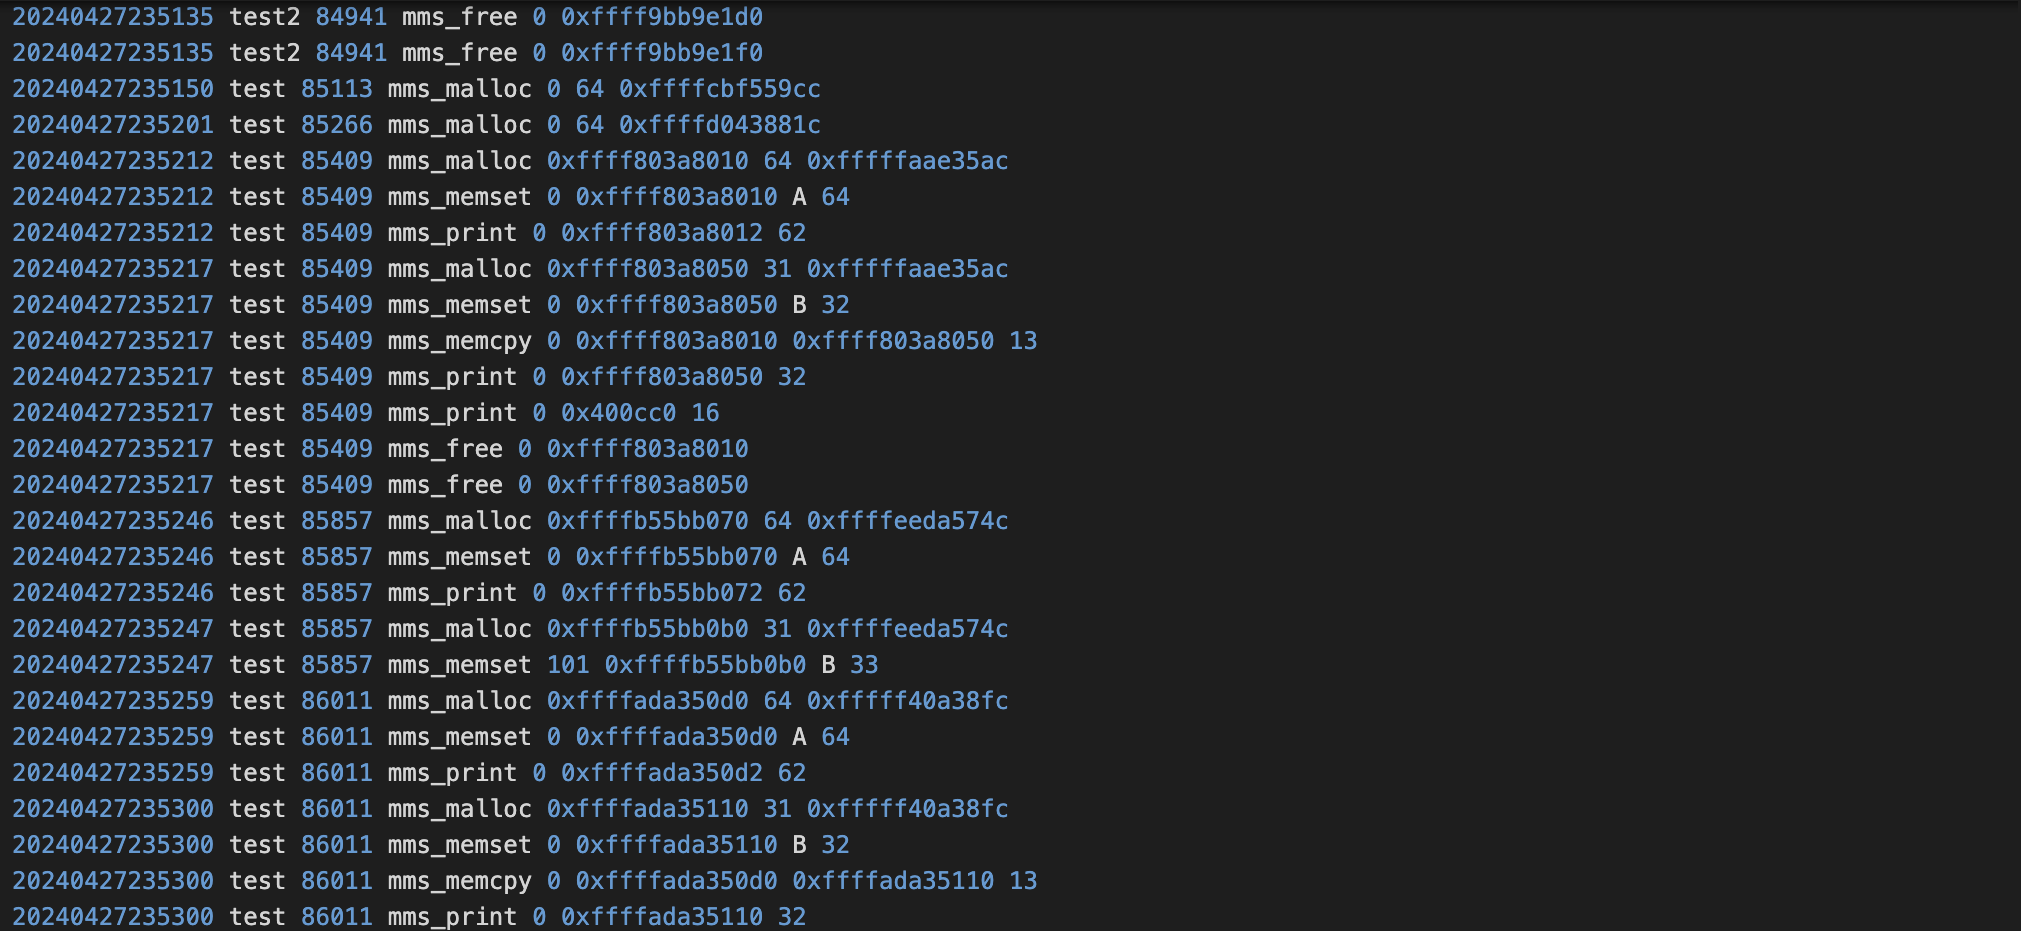 20240427235135 test2 84941 mms_free 0 0xffff9bb9e1d0
20240427235135 test2 84941 mms_free 0 0xffff9bb9e1f0
20240427235150 test 85113 mms_malloc 0 64 0xffffcbf559cc
20240427235201 test 85266 mms_malloc 0 64 0xffffd043881c
20240427235212 test 85409 mms_malloc 0xffff803a8010 64 0xfffffaae35ac
20240427235212 test 85409 mms_memset 0 0xffff803a8010 A 64
20240427235212 test 85409 mms_print 0 0xffff803a8012 62
20240427235217 test 85409 mms_malloc 0xffff803a8050 31 0xfffffaae35ac
20240427235217 test 85409 mms_memset 0 0xffff803a8050 B 32
20240427235217 test 85409 mms_memcpy 0 0xffff803a8010 0xffff803a8050 13
20240427235217 test 85409 mms_print 0 0xffff803a8050 32
20240427235217 test 85409 mms_print 0 0x400cc0 16
20240427235217 test 85409 mms_free 0 0xffff803a8010
20240427235217 test 85409 mms_free 0 0xffff803a8050
20240427235246 test 85857 mms_malloc 0xffffb55bb070 64 0xffffeeda574c
20240427235246 test 85857 mms_memset 0 0xffffb55bb070 A 64
20240427235246 test 85857 mms_print 0 0xffffb55bb072 62
20240427235247 test 85857 mms_malloc 0xffffb55bb0b0 31 0xffffeeda574c
20240427235247 test 85857 mms_memset 101 0xffffb55bb0b0 B 33
20240427235259 test 86011 mms_malloc 0xffffada350d0 64 0xfffff40a38fc
20240427235259 test 86011 mms_memset 0 0xffffada350d0 A 64
20240427235259 test 86011 mms_print 0 0xffffada350d2 62
20240427235300 test 86011 mms_malloc 0xffffada35110 31 0xfffff40a38fc
20240427235300 test 86011 mms_memset 0 0xffffada35110 B 32
20240427235300 test 86011 mms_memcpy 0 0xffffada350d0 0xffffada35110 13
20240427235300 test 86011 mms_print 0 0xffffada35110 32